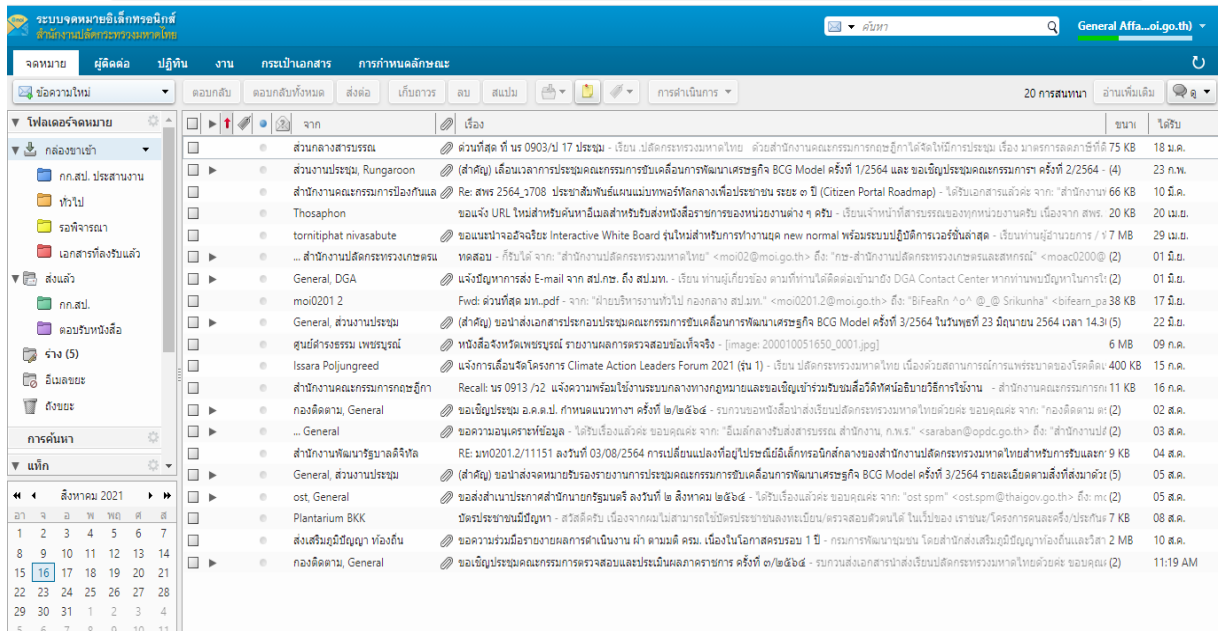 ระบบจดหมายอิเล็กทรอนิกส์
สำนักงานปลัดกระทรวงมหาดไทย
ค้นหา
General Affa...oi.go.th)
จดหมาย ผู้ติดต่อ ปฏิทิน งาน กระเป๋าเอกสาร การกำหนดลักษณะ
ข้อความใหม่ ตอบกลับ ตอบกลับทั้งหมด ส่งต่อ เก็บถาวร ลบ สแปม การดำเนินการ 20 การสนทนา อ่านเพิ่มเติม ดู
โฟลเดอร์จดหมาย
กล่องขาเข้า
กก.สป. ประสานงาน
ทั่วไป
รอพิจารณา
เอกสารที่ลงรับแล้ว
ส่งแล้ว
กก.สป.
ตอบรับหนังสือ
ร่าง (5)
อีเมลขยะ
ถังขยะ
การค้นหา
แท็ก
สิงหาคม 2021
อา จ อ พ พฤ ศ ส
1 2 3 4 5 6 7
8 9 10 11 12 13 14
15 16 17 18 19 20 21
22 23 24 25 26 27 28
29 30 31 1 2 3 4
5 6 7 8 9 10 11
จาก เรื่อง ขนาด ได้รับ
ส่วนกลางสารบรรณ ด่วนที่สุด ที่ นร 0903/ป 17 ประชุม - เรียน .ปลัดกระทรวงมหาดไทย ด้วยสำนักงานคณะกรรมการกฤษฎีกาได้จัดให้มีการประชุม เรื่อง มาตรการลดภาษีที่ดิ 75 KB 18 ม.ค.
ส่วนงานประชุม, Rungaroon (สำคัญ) เลื่อนเวลาการประชุมคณะกรรมการขับเคลื่อนการพัฒนาเศรษฐกิจ BCG Model ครั้งที่ 1/2564 และ ขอเชิญประชุมคณะกรรมการฯ ครั้งที่ 2/2564 - (4) 23 ก.พ.
สำนักงานคณะกรรมการป้องกันและ Re: สพร 2564_ว708 ประชาสัมพันธ์แผนแม่บทพอร์ทัลกลางเพื่อประชาชน ระยะ ๓ ปี (Citizen Portal Roadmap) - ได้รับเอกสารแล้วค่ะ จาก: "สำนักงาน 66 KB 10 มี.ค.
Thosaphon ขอแจ้ง URL ใหม่สำหรับค้นหาอีเมลสำหรับรับส่งหนังสือราชการของหน่วยงานต่าง ๆ ครับ - เรียนเจ้าหน้าที่สารบรรณของทุกหน่วยงานครับ เนื่องจาก สพร. 20 KB 20 เม.ย.
tornitiphat nivasabute ขอแนะนำจออัจฉริยะ Interactive White Board รุ่นใหม่สำหรับการทำงานยุค new normal พร้อมระบบปฏิบัติการเวอร์ชั่นล่าสุด - เรียนท่านผู้อำนวยการ / 7 MB 29 เม.ย.
... สำนักงานปลัดกระทรวงเกษตรแ ทดสอบ - ก็รับได้ จาก: "สำนักงานปลัดกระทรวงมหาดไทย" <moi02@moi.go.th> ถึง: "กษ-สำนักงานปลัดกระทรวงเกษตรและสหกรณ์" <moac0200@ (2) 01 มิ.ย.
General, DGA แจ้งปัญหาการส่ง E-mail จาก สป.กษ. ถึง สป.มท. - เรียน ท่านผู้เกี่ยวข้อง ตามที่ท่านได้ติดต่อเข้ามายัง DGA Contact Center หากท่านพบปัญหาในการใ (2) 01 มิ.ย.
moi0201 2 Fwd: ด่วนที่สุด มท..pdf - จาก: "ฝ่ายบริหารงานทั่วไป กองกลาง สป.มท." <moi0201.2@moi.go.th> ถึง: "BiFeaRn ^o^ @_@ Srikunha" <bifearn_pa 38 KB 17 มิ.ย.
General, ส่วนงานประชุม (สำคัญ) ขอนำส่งเอกสารประกอบประชุมคณะกรรมการขับเคลื่อนการพัฒนาเศรษฐกิจ BCG Model ครั้งที่ 3/2564 ในวันพุธที่ 23 มิถุนายน 2564 เวลา 14.3 (5) 22 มิ.ย.
ศูนย์ดำรงธรรม เพชรบูรณ์ หนังสือจังหวัดเพชรบูรณ์ รายงานผลการตรวจสอบข้อเท็จจริง - [image: 200010051650_0001.jpg] 6 MB 09 ก.ค.
Issara Poljungreed แจ้งการเลื่อนจัดโครงการ Climate Action Leaders Forum 2021 (รุ่น 1) - เรียน ปลัดกระทรวงมหาดไทย เนื่องด้วยสถานการณ์การแพร่ระบาดของโรคติดเ 400 KB 15 ก.ค.
สำนักงานคณะกรรมการกฤษฎีกา Recall: นร 0913 /ว2 แจ้งความพร้อมใช้งานระบบกลางทางกฎหมายและขอเชิญเข้าร่วมรับชมสื่อวีดิทัศน์อธิบายวิธีการใช้งาน - สำนักงานคณะกรรมการก 11 KB 16 ก.ค.
กองติดตาม, General ขอเชิญประชุม อ.ค.ต.ป. กำหนดแนวทางฯ ครั้งที่ ๒/๒๕๖๔ - รบกวนขอหนังสือนำส่งเรียนปลัดกระทรวงมหาดไทยด้วยค่ะ ขอบคุณค่ะ จาก: "กองติดตาม (2) 02 ส.ค.
... General ขอความอนุเคราะห์ข้อมูล - ได้รับเรื่องแล้วค่ะ ขอบคุณค่ะ จาก: "อีเมล์กลางรับส่งสารบรรณ สำนักงาน, ก.พ.ร." <saraban@opdc.go.th> ถึง: "สำนักงานป (2) 03 ส.ค.
สำนักงานพัฒนารัฐบาลดิจิทัล RE: มท0201.2/11151 ลงวันที่ 03/08/2564 การเปลี่ยนแปลงที่อยู่ไปรษณีย์อิเล็กทรอนิกส์กลางของสำนักงานปลัดกระทรวงมหาดไทยสำหรับการรับและ 9 KB 04 ส.ค.
General, ส่วนงานประชุม (สำคัญ) ขอนำส่งจดหมายรับรองรายงานการประชุมคณะกรรมการขับเคลื่อนการพัฒนาเศรษฐกิจ BCG Model ครั้งที่ 3/2564 รายละเอียดตามสิ่งที่ส่งมาด้ว (5) 05 ส.ค.
ost, General ขอส่งสำเนาประกาศสำนักนายกรัฐมนตรี ลงวันที่ ๒ สิงหาคม ๒๕๖๔ - ได้รับเรื่องแล้วค่ะ ขอบคุณค่ะ จาก: "ost spm" <ost.spm@thaigov.go.th> ถึง: mc (2) 05 ส.ค.
Plantarium BKK บัตรประชาชนมีปัญหา - สวัสดีครับ เนื่องจากผมไม่สามารถใช้บัตรประชาชนลงทะเบียน/ตรวจสอบตัวตนได้ ในเว็ปของ เราชนะ/โครงการคนละครึ่ง/ประกัน 7 KB 08 ส.ค.
ส่งเสริมภูมิปัญญา ท้องถิ่น ขอความร่วมมือรายงายผลการดำเนินงาน ผ้า ตามมติ ครม. เนื่องในโอกาสครบรอบ 1 ปี - กรมการพัฒนาชุมชน โดยสำนักส่งเสริมภูมิปัญญาท้องถิ่นและวิสา 2 MB 10 ส.ค.
กองติดตาม, General ขอเชิญประชุมคณะกรรมการตรวจสอบและประเมินผลภาคราชการ ครั้งที่ ๓/๒๕๖๔ - รบกวนส่งเอกสารนำส่งเรียนปลัดกระทรวงมหาดไทยด้วยค่ะ ขอบคุณ (2) 11:19 AM